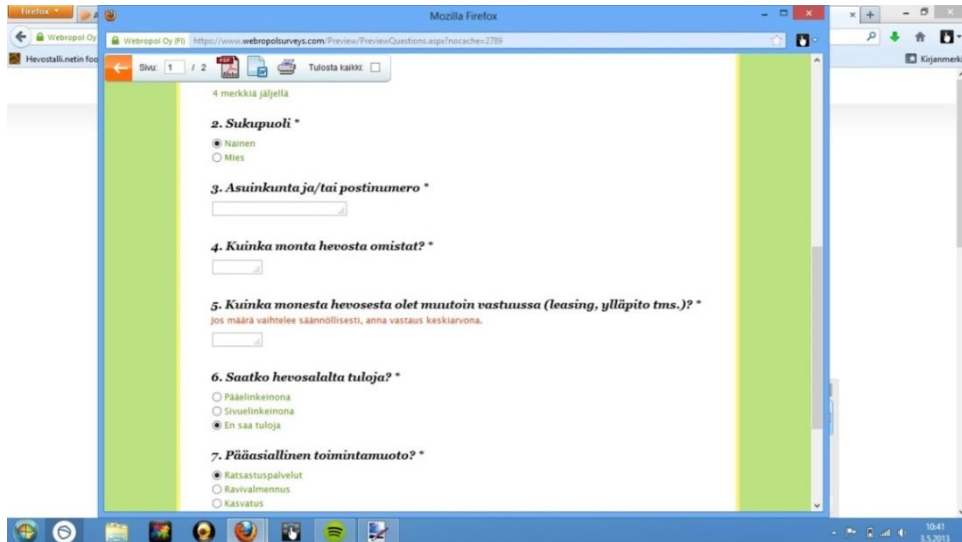 Firefox
Mozilla Firefox
Webropol Oy
Webropol Oy (FI) https://www.webropolsurveys.com/Preview/PreviewQuestions.aspx?nocache=2789
Hevostalli.netin foo
Kirjanmerki
Sivu: 1 / 2 PDF Tulosta kaikki:
4 merkkiä jäljellä
2. Sukupuoli *
Nainen
Mies
3. Asuinkunta ja/tai postinumero *
4. Kuinka monta hevosta omistat? *
5. Kuinka monesta hevosesta olet muutoin vastuussa (leasing, ylläpito tms.)? *
Jos määrä vaihtelee säännöllisesti, anna vastaus keskiarvona.
6. Saatko hevosalalta tuloja? *
Pääelinkeinona
Sivuelinkeinona
En saa tuloja
7. Pääasiallinen toimintamuoto? *
Ratsastuspalvelut
Ravivalmennus
Kasvatus
10:41
3.5.2013